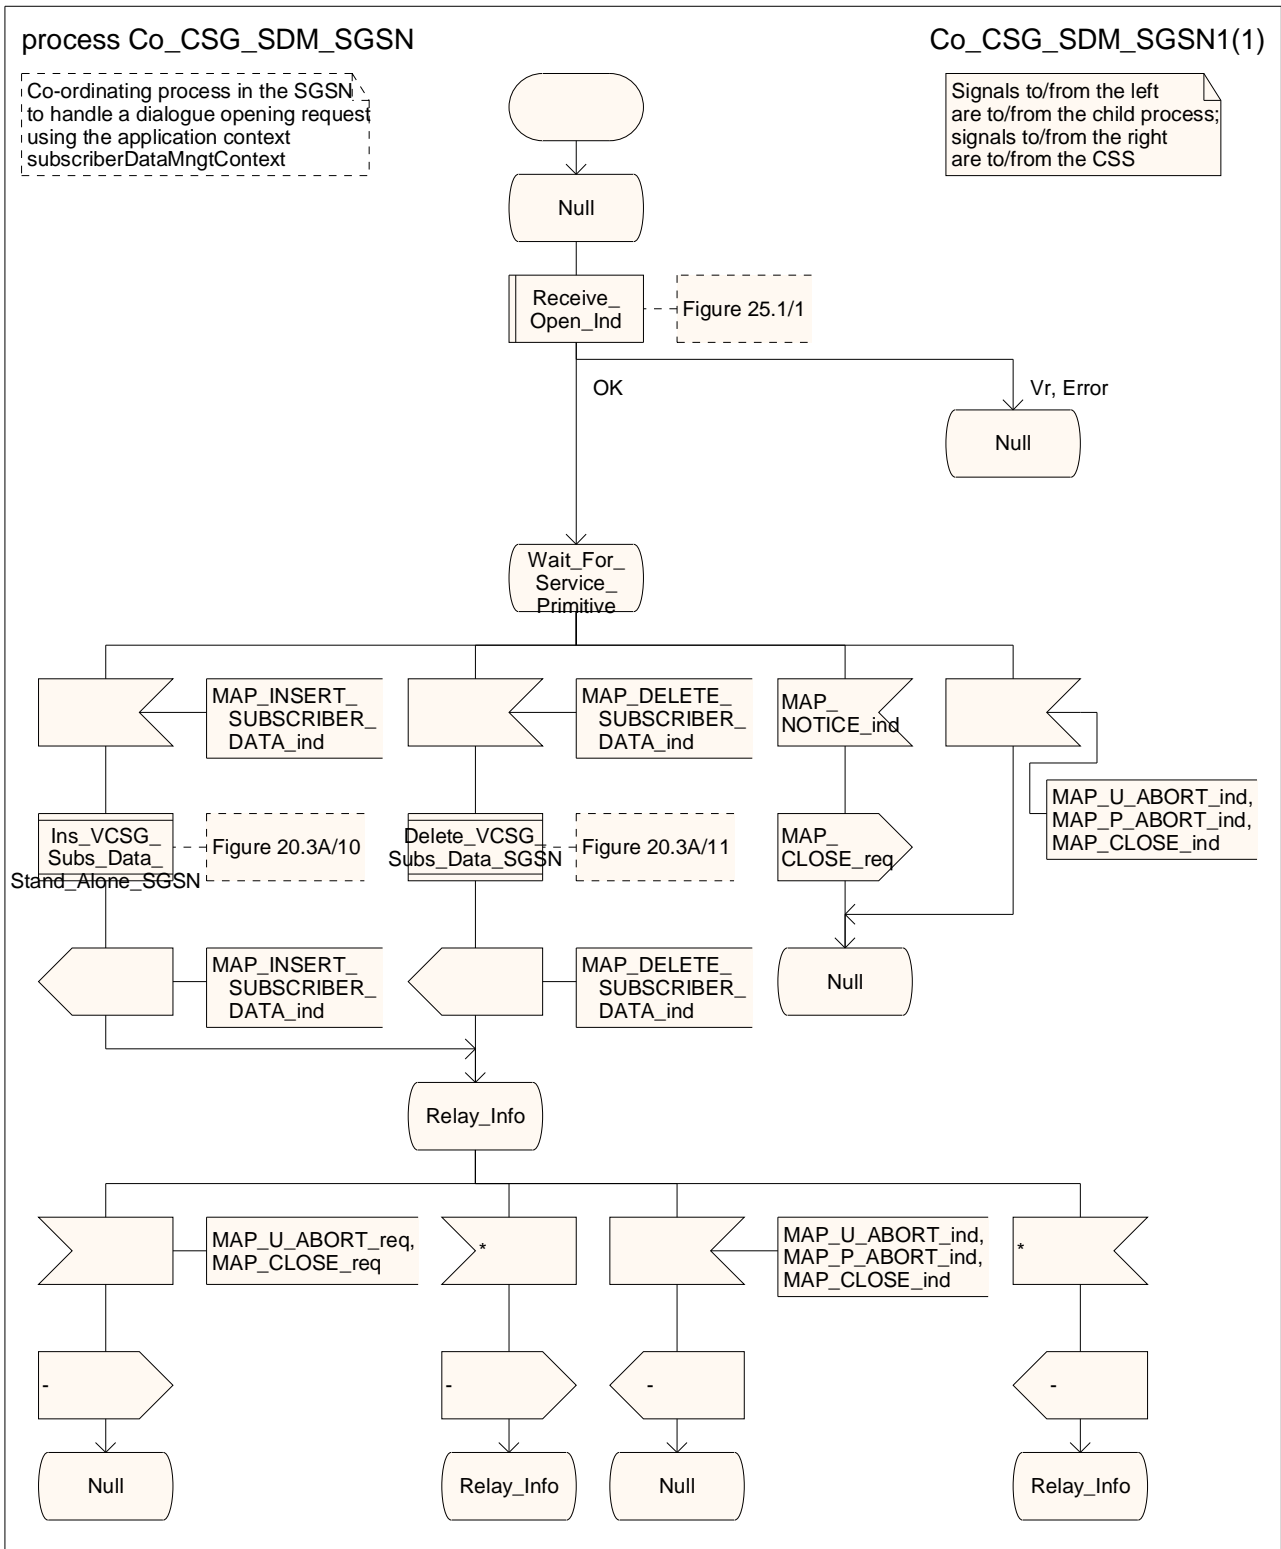 process Co_CSG_SDM_SGSN
Co_CSG_SDM_SGSN1(1)
Co-ordinating process in the SGSN
to handle a dialogue opening request
using the application context
subscriberDataMngtContext
Signals to/from the left
are to/from the child process;
signals to/from the right
are to/from the CSS
Null
Receive_
Open_Ind
Figure 25.1/1
OK
Vr, Error
Null
Wait_For_
Service_
Primitive
MAP_INSERT_
SUBSCRIBER_
DATA_ind
MAP_DELETE_
SUBSCRIBER_
DATA_ind
MAP_
NOTICE_ind
MAP_U_ABORT_ind,
MAP_P_ABORT_ind,
MAP_CLOSE_ind
Ins_VCSG_
Subs_Data_
Stand_Alone_SGSN
Figure 20.3A/10
Delete_VCSG_
Subs_Data_SGSN
Figure 20.3A/11
MAP_
CLOSE_req
MAP_INSERT_
SUBSCRIBER_
DATA_ind
MAP_DELETE_
SUBSCRIBER_
DATA_ind
Null
Relay_Info
MAP_U_ABORT_req,
MAP_CLOSE_req
*
MAP_U_ABORT_ind,
MAP_P_ABORT_ind,
MAP_CLOSE_ind
*
-
-
-
-
Null
Relay_Info
Null
Relay_Info